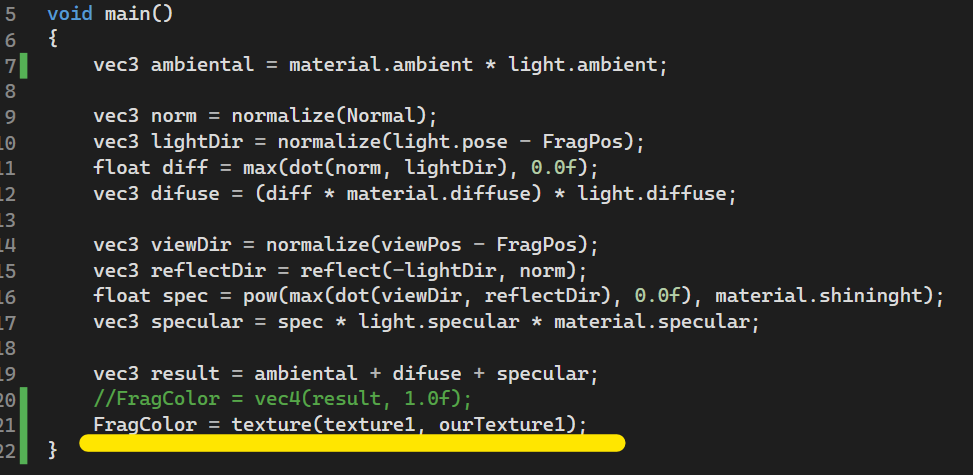 5 void main()
6 {
7 vec3 ambiental = material.ambient * light.ambient;
8
9 vec3 norm = normalize(Normal);
10 vec3 lightDir = normalize(light.pose - FragPos);
11 float diff = max(dot(norm, lightDir), 0.0f);
12 vec3 difuse = (diff * material.diffuse) * light.diffuse;
13
14 vec3 viewDir = normalize(viewPos - FragPos);
15 vec3 reflectDir = reflect(-lightDir, norm);
16 float spec = pow(max(dot(viewDir, reflectDir), 0.0f), material.shininght);
17 vec3 specular = spec * light.specular * material.specular;
18
19 vec3 result = ambiental + difuse + specular;
20 //FragColor = vec4(result, 1.0f);
21 FragColor = texture(texture1, ourTexture1);
22 }